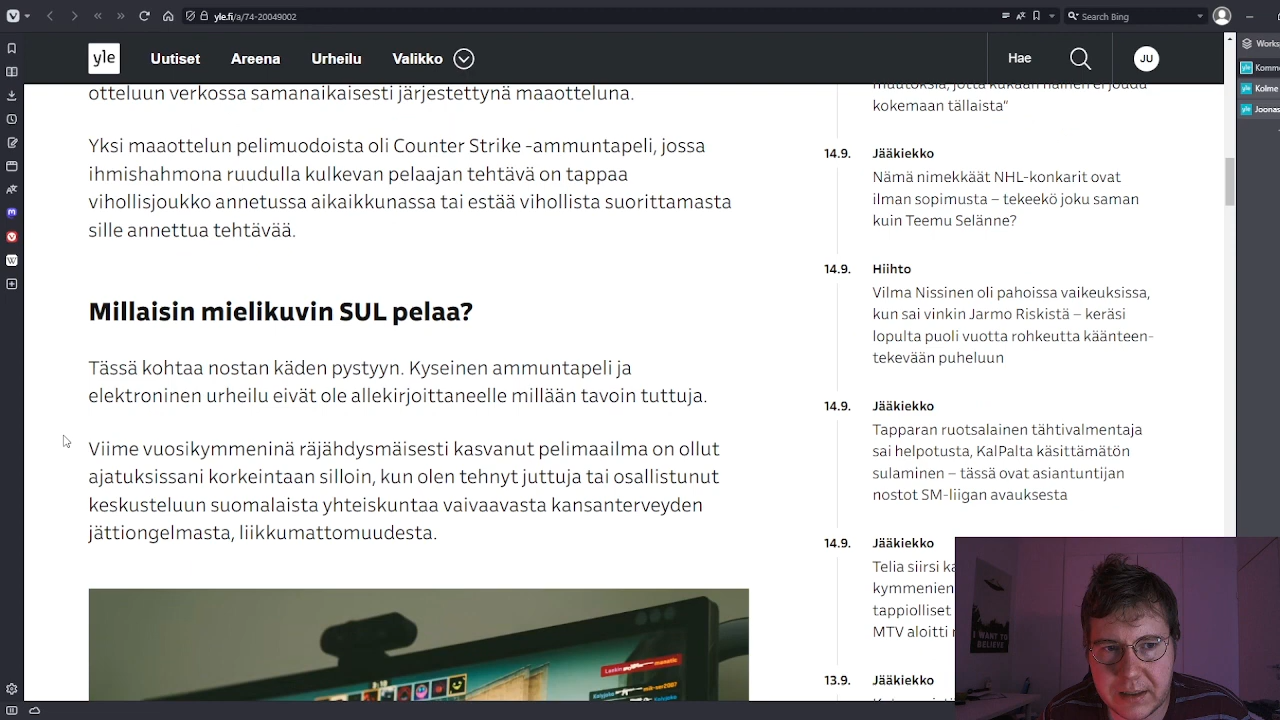 yle.fi/a/74-20049002
Search Bing
Works
yle
Uutiset
Areena
Urheilu
Valikko
Hae
JU
Komme
Kolme
Joonas
otteluun verkossa samanaikaisesti järjestettynä maaotteluna.
Yksi maaottelun pelimuodoista oli Counter Strike -ammuntapeli, jossa
ihmishahmona ruudulla kulkevan pelaajan tehtävä on tappaa
vihollisjoukko annetussa aikaikkunassa tai estää vihollista suorittamasta
sille annettua tehtävää.
Millaisin mielikuvin SUL pelaa?
Tässä kohtaa nostan käden pystyyn. Kyseinen ammuntapeli ja
elektroninen urheilu eivät ole allekirjoittaneelle millään tavoin tuttuja.
Viime vuosikymmeninä räjähdysmäisesti kasvanut pelimaailma on ollut
ajatuksissani korkeintaan silloin, kun olen tehnyt juttuja tai osallistunut
keskusteluun suomalaista yhteiskuntaa vaivaavasta kansanterveyden
jättiongelmasta, liikkumattomuudesta.
kokemaan tällaista"
14.9. Jääkiekko
Nämä nimekkäät NHL-konkarit ovat
ilman sopimusta – tekeekö joku saman
kuin Teemu Selänne?
14.9. Hiihto
Vilma Nissinen oli pahoissa vaikeuksissa,
kun sai vinkin Jarmo Riskistä – keräsi
lopulta puoli vuotta rohkeutta käänteen-
tekevään puheluun
14.9. Jääkiekko
Tapparan ruotsalainen tähtivalmentaja
sai helpotusta, KalPalta käsittämätön
sulaminen – tässä ovat asiantuntijan
nostot SM-liigan avauksesta
14.9. Jääkiekko
Telia siirsi ka
kymmenien
tappiolliset
MTV aloitti
13.9. Jääkiekko
I WANT TO
BELIEVE